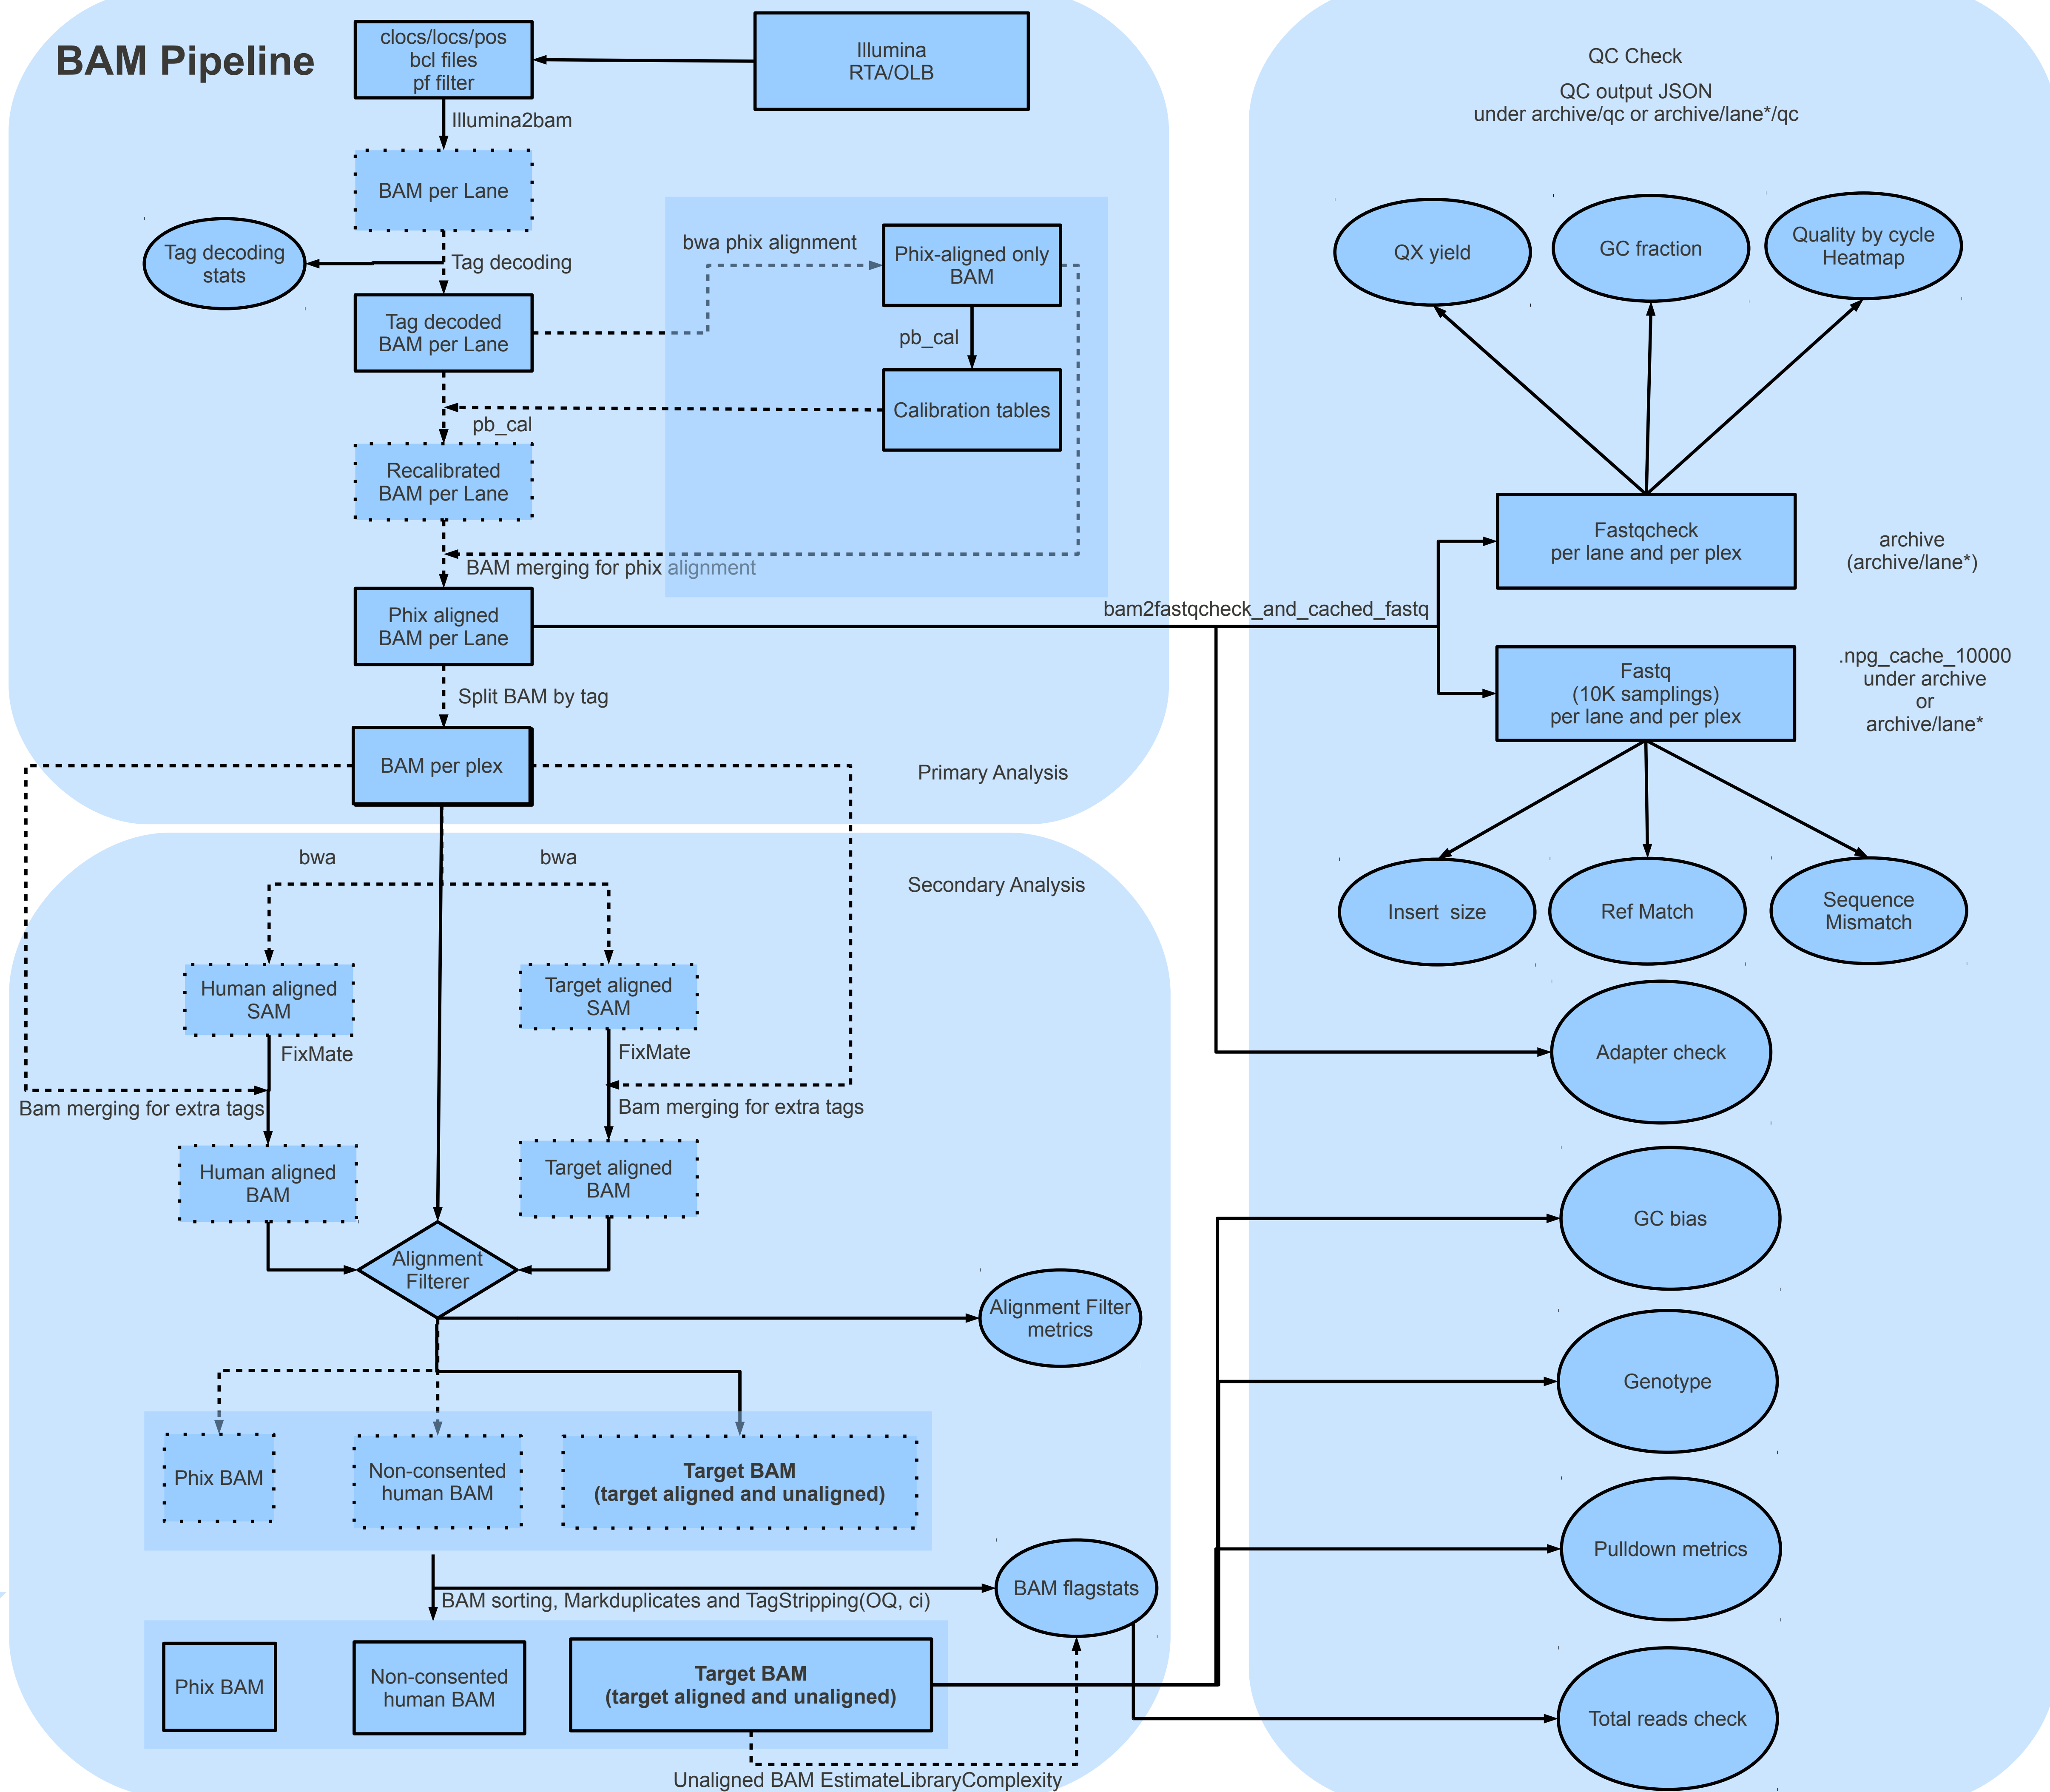 BAM Pipeline
clocs/locs/pos
bcl files
pf filter
Illumina
RTA/OLB
Illumina2bam
BAM per Lane
Tag decoding
stats
Tag decoding
bwa phix alignment
Phix-aligned only
BAM
Tag decoded
BAM per Lane
pb_cal
Calibration tables
pb_cal
Recalibrated
BAM per Lane
BAM merging for phix alignment
Phix aligned
BAM per Lane
bam2fastqcheck_and_cached_fastq
Split BAM by tag
BAM per plex
Primary Analysis
bwa
bwa
Secondary Analysis
Human aligned
SAM
Target aligned
SAM
FixMate
FixMate
Bam merging for extra tags
Bam merging for extra tags
Human aligned
BAM
Target aligned
BAM
Alignment
Filterer
Alignment Filter
metrics
Phix BAM
Non-consented
human BAM
Target BAM
(target aligned and unaligned)
BAM flagstats
BAM sorting, Markduplicates and TagStripping(OQ, ci)
Phix BAM
Non-consented
human BAM
Target BAM
(target aligned and unaligned)
Unaligned BAM EstimateLibraryComplexity
QC Check
QC output JSON
under archive/qc or archive/lane*/qc
QX yield
GC fraction
Quality by cycle
Heatmap
Fastqcheck
per lane and per plex
archive
(archive/lane*)
Fastq
(10K samplings)
per lane and per plex
.npg_cache_10000
under archive
or
archive/lane*
Insert  size
Ref Match
Sequence
Mismatch
Adapter check
GC bias
Genotype
Pulldown metrics
Total reads check